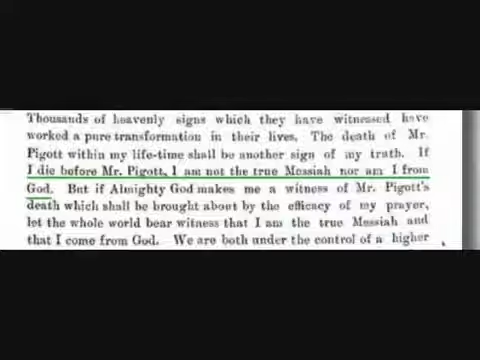 Thousands of heavenly signs which they have witnessed have
worked a pure transformation in their lives. The death of Mr.
Pigott within my life-time shall be another sign of my truth. If
I die before Mr. Pigott, I am not the true Messiah nor am I from
God. But if Almighty God makes me a witness of Mr. Pigott's
death which shall be brought about by the efficacy of my prayer,
let the whole world bear witness that I am the true Messiah and
that I come from God. We are both under the control of a higher